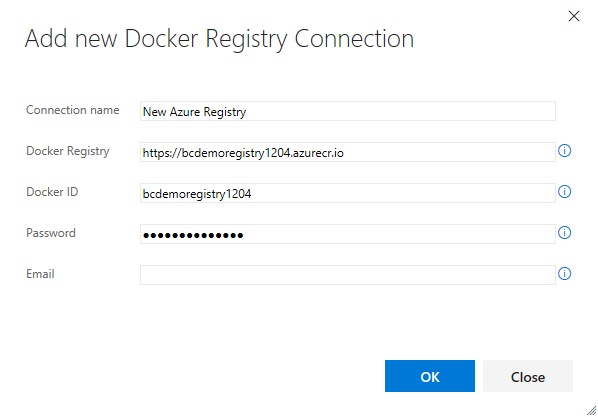 Add new Docker Registry Connection
Connection name New Azure Registry
Docker Registry https://bcdemoregistry1204.azurecr.io
Docker ID bcdemoregistry1204
Password ●●●●●●●●●●●●●●
Email
OK Close